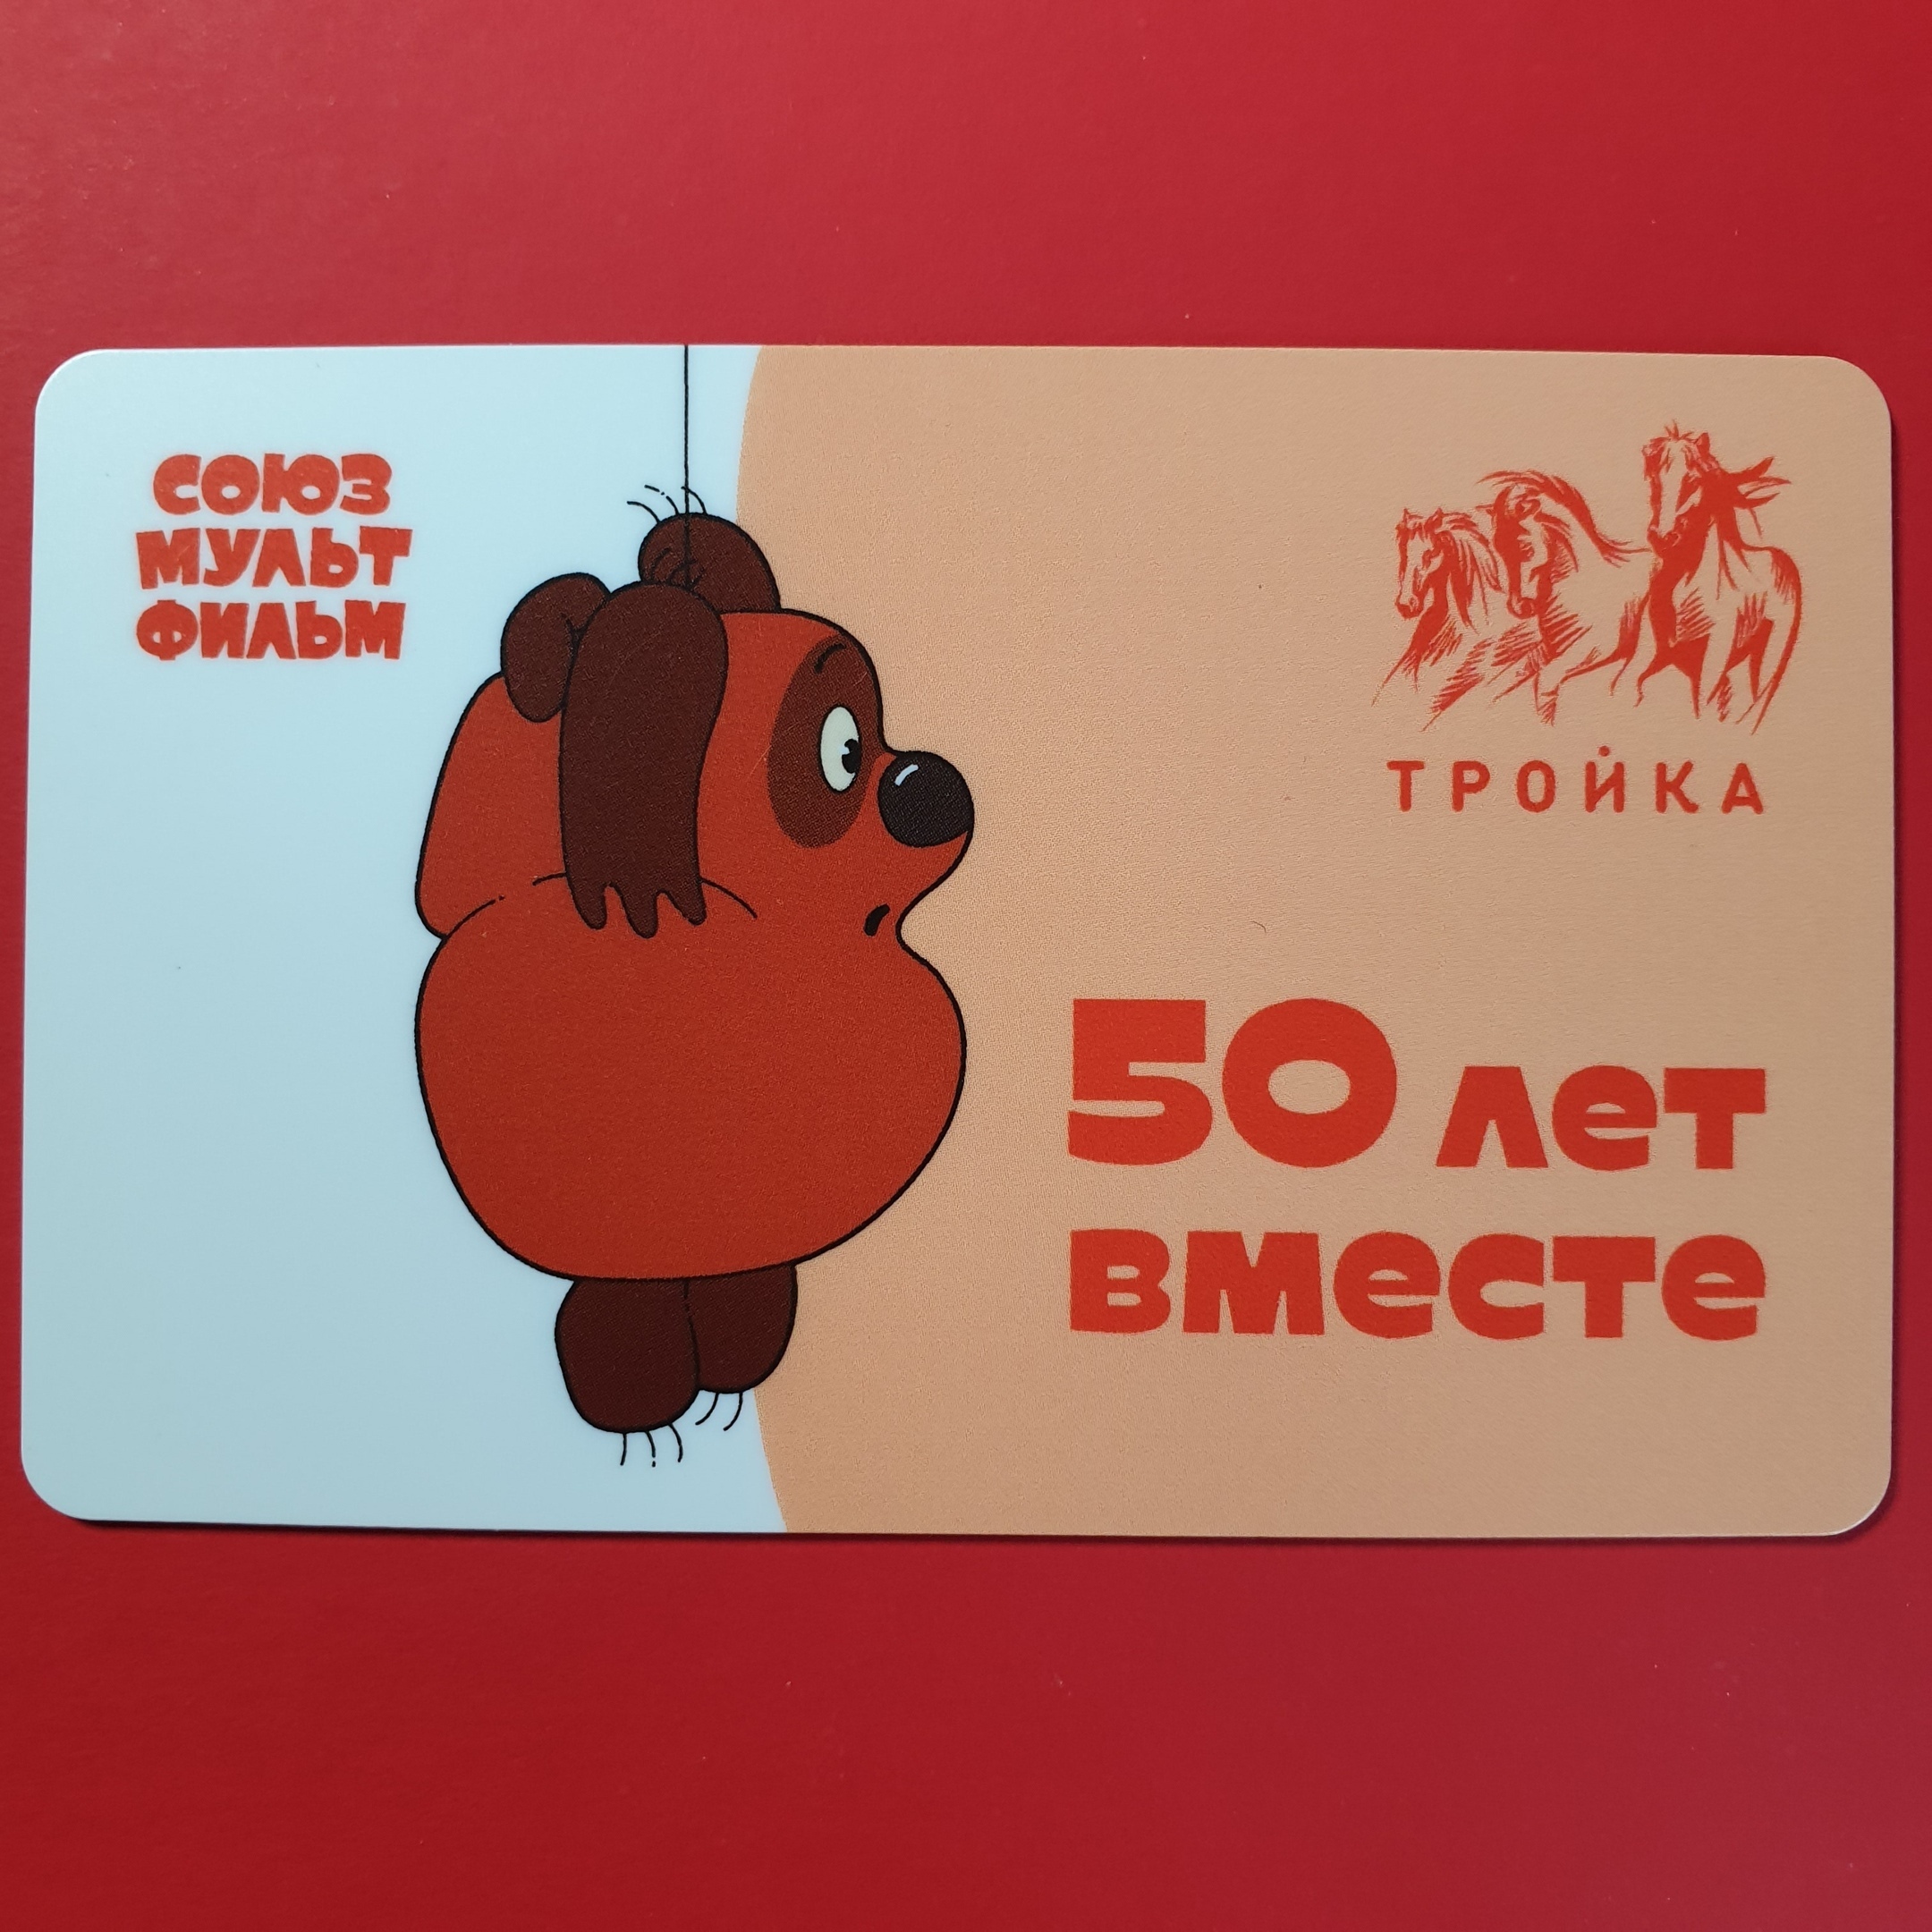 СОЮЗ
МУЛЬТ
ФИЛЬМ
ТРОЙКА
50 лет
вместе